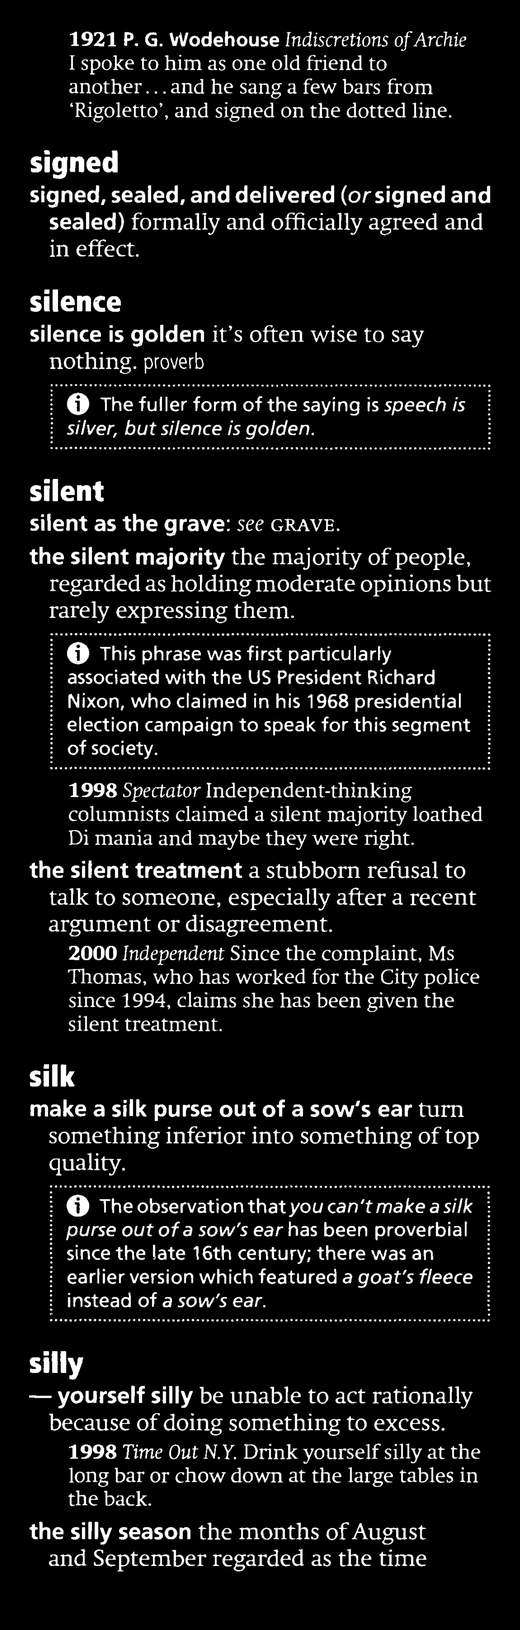 1921 P. G. Wodehouse Indiscretions of Archie
I spoke to him as one old friend to
another...and he sang a few bars from
‘Rigoletto’, and signed on the dotted line.
signed
signed, sealed, and delivered (or signed and
sealed) formally and officially agreed and
in effect.
silence
silence is golden it’s often wise to say
nothing. proverb
i The fuller form of the saying is speech is
silver, but silence is golden.
silent
silent as the grave: see GRAVE.
the silent majority the majority of people,
regarded as holding moderate opinions but
rarely expressing them.
i This phrase was first particularly
associated with the US President Richard
Nixon, who claimed in his 1968 presidential
election campaign to speak for this segment
of society.
1998 Spectator Independent-thinking
columnists claimed a silent majority loathed
Di mania and maybe they were right.
the silent treatment a stubborn refusal to
talk to someone, especially after a recent
argument or disagreement.
2000 Independent Since the complaint, Ms
Thomas, who has worked for the City police
since 1994, claims she has been given the
silent treatment.
silk
make a silk purse out of a sow’s ear turn
something inferior into something of top
quality.
i The observation that you can’t make a silk
purse out of a sow’s ear has been proverbial
since the late 16th century; there was an
earlier version which featured a goat’s fleece
instead of a sow’s ear.
silly
— yourself silly be unable to act rationally
because of doing something to excess.
1998 Time Out N.Y. Drink yourself silly at the
long bar or chow down at the large tables in
the back.
the silly season the months of August
and September regarded as the time